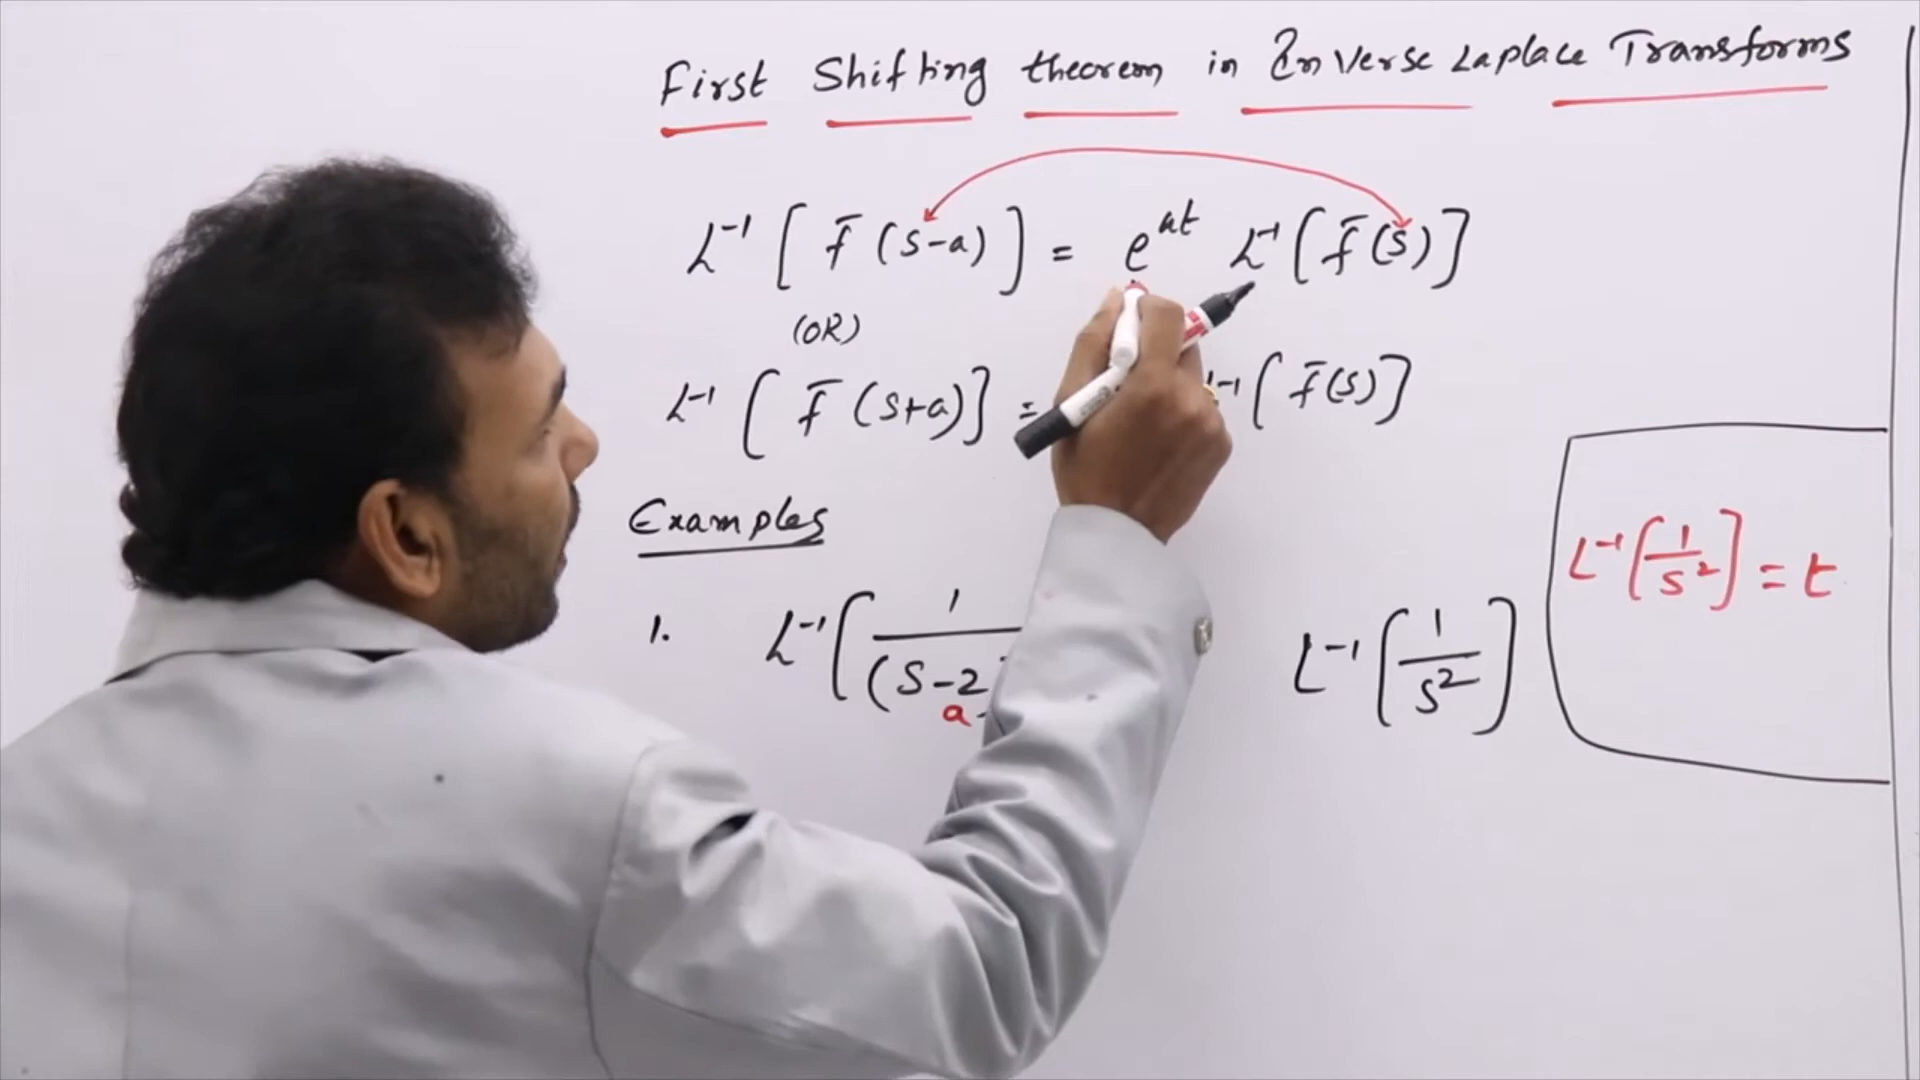 First Shifting theorem in Inverse Laplace Transforms
L⁻¹ [ f̄ (s-a) ] = e^at L⁻¹ [ f̄ (s) ]
(OR)
L⁻¹ [ f̄ (s+a) ] = L⁻¹ [ f̄ (s) ]
Examples
1. L⁻¹ [ 1 / (s-2 L⁻¹ [ 1 / s² ]
a
L⁻¹ [ 1 / s² ] = t